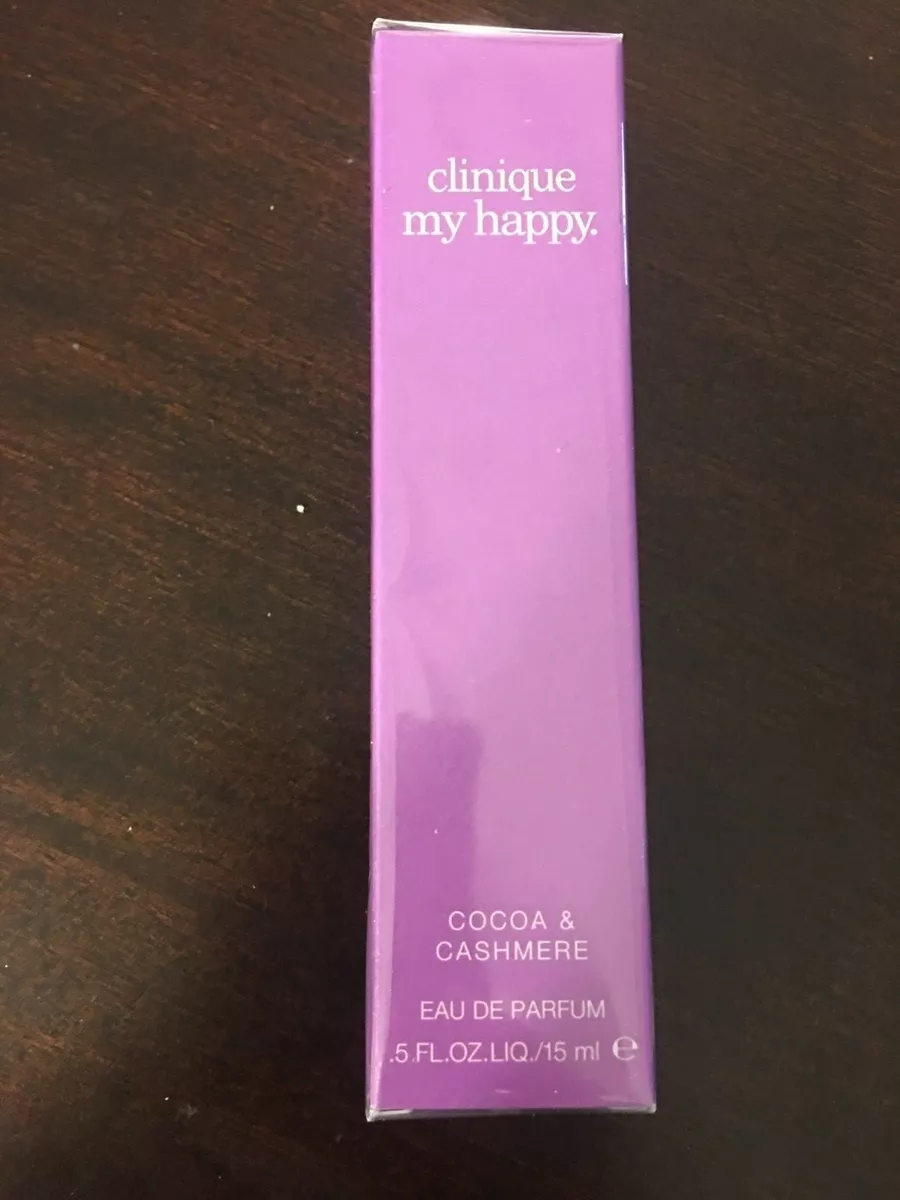 clinique
my happy.
COCOA &
CASHMERE
EAU DE PARFUM
.5 FL.OZ.LIQ./15 ml ℮